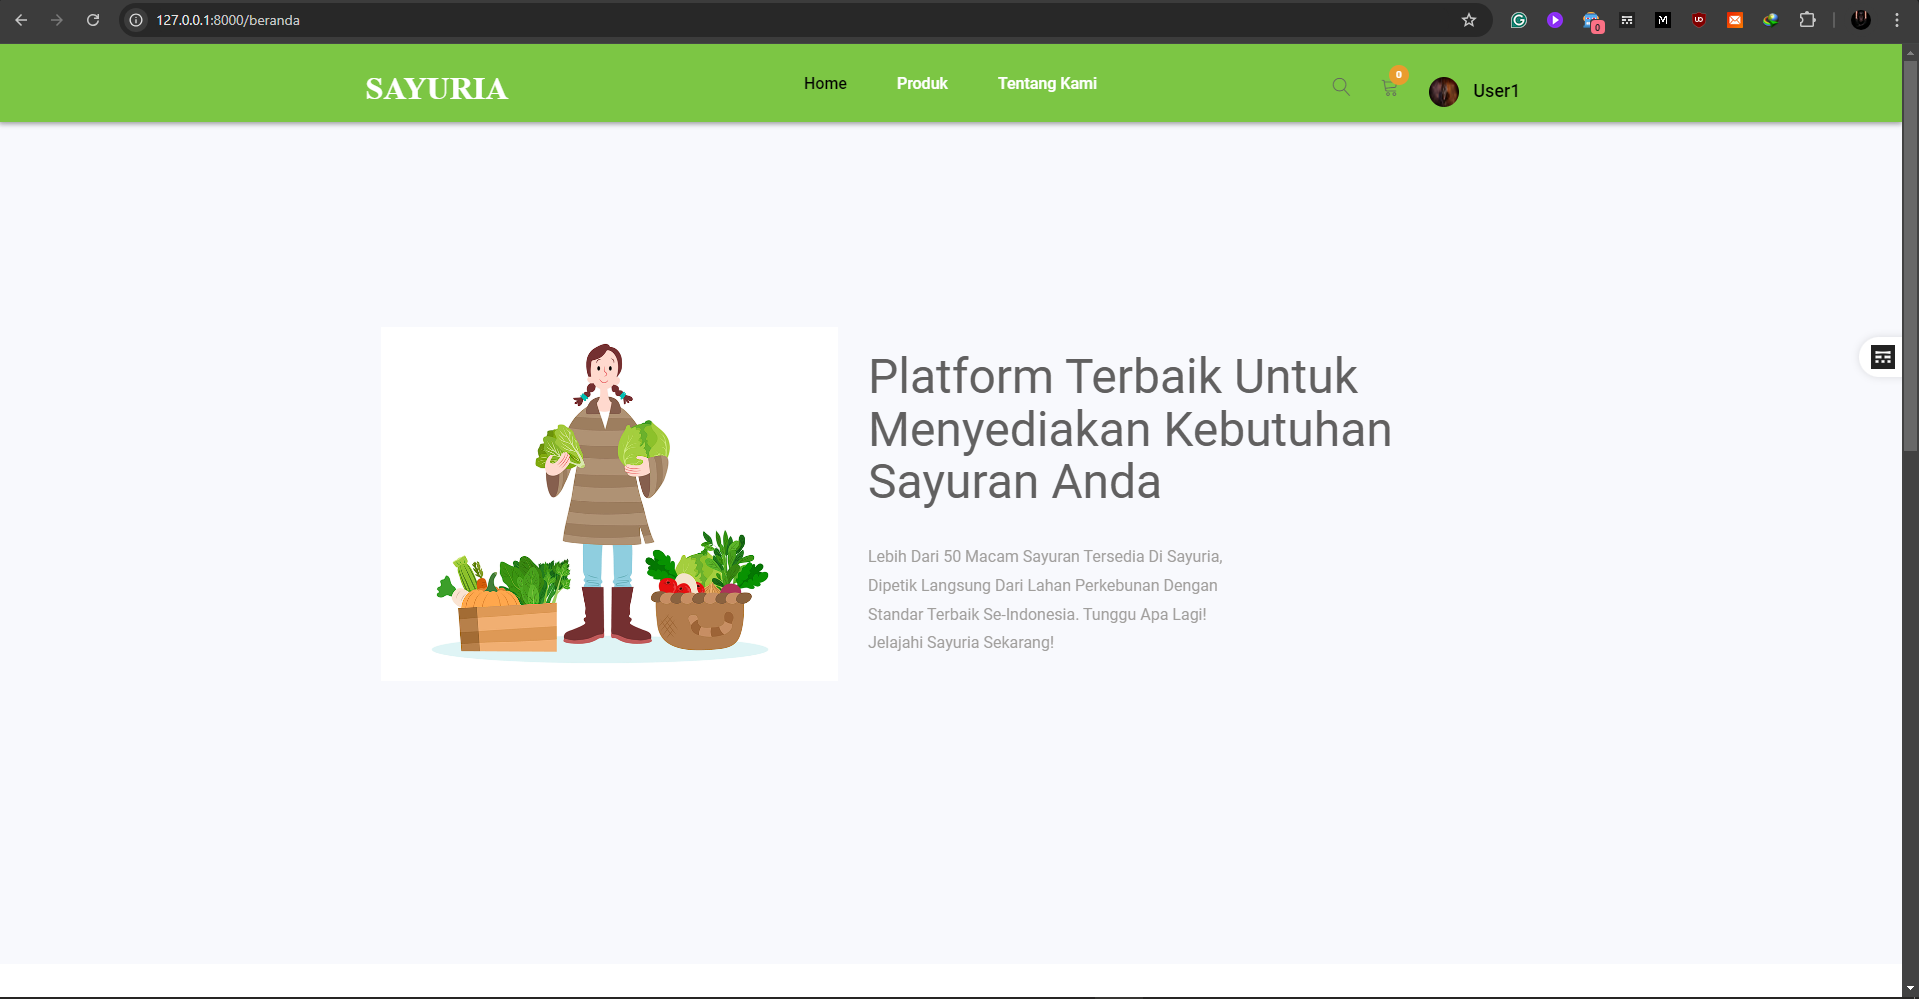 127.0.0.1:8000/beranda
0
SAYURIA
Home
Produk
Tentang Kami
0
User1
Platform Terbaik Untuk
Menyediakan Kebutuhan
Sayuran Anda
Lebih Dari 50 Macam Sayuran Tersedia Di Sayuria,
Dipetik Langsung Dari Lahan Perkebunan Dengan
Standar Terbaik Se-Indonesia. Tunggu Apa Lagi!
Jelajahi Sayuria Sekarang!